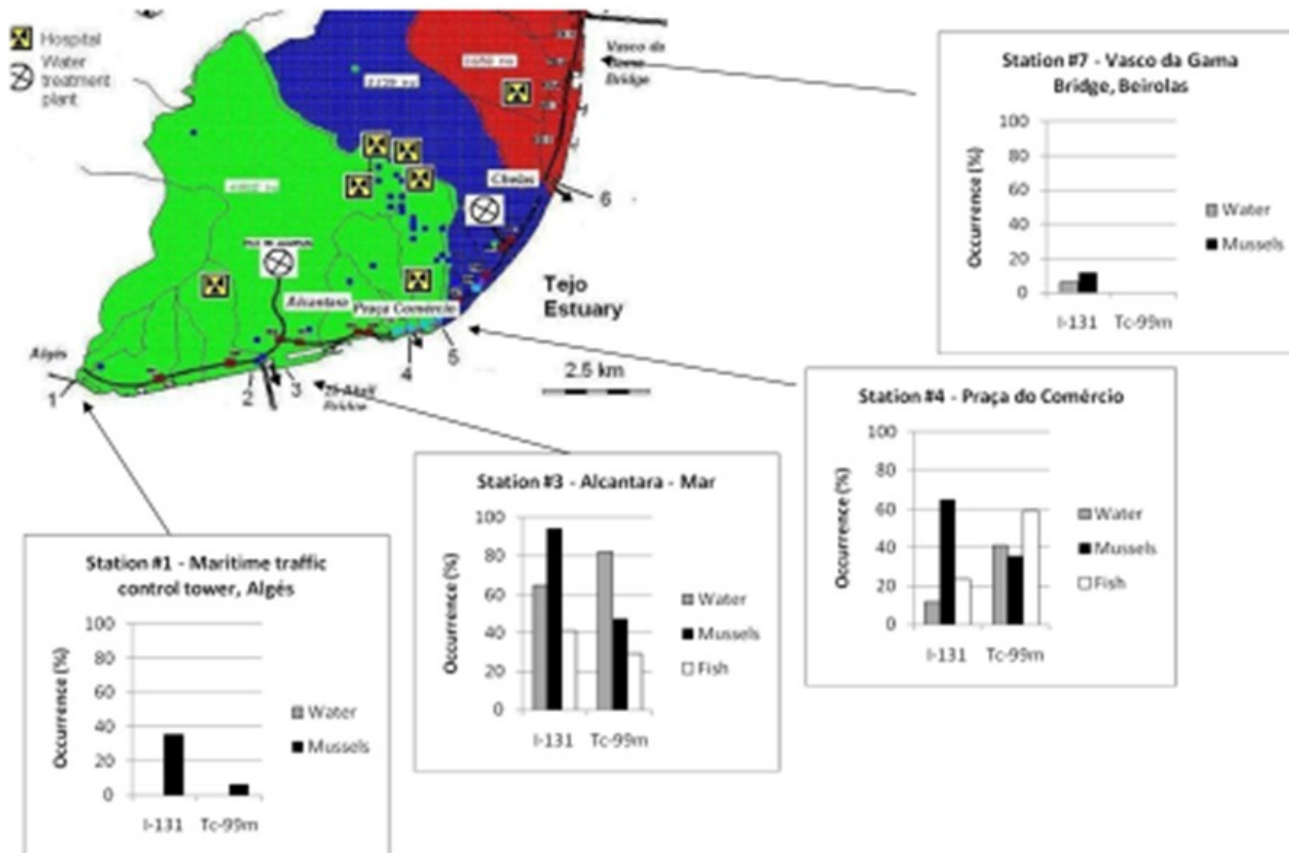 Hospital
Water
treatment
plant
Vasco da
Gama
Bridge
Chelas
6
Tejo
Estuary
2.5 km
Alcantara
Praça Comércio
Algés
1
2
3
4
5
25 Abril
Bridge
Station #7 - Vasco da Gama
Bridge, Beirolas
Occurrence (%)
100
80
60
40
20
0
I-131
Tc-99m
Water
Mussels
Station #4 - Praça do Comércio
Occurrence (%)
100
80
60
40
20
0
I-131
Tc-99m
Water
Mussels
Fish
Station #3 - Alcantara - Mar
Occurrence (%)
100
80
60
40
20
0
I-131
Tc-99m
Water
Mussels
Fish
Station #1 - Maritime traffic
control tower, Algés
Occurrence (%)
100
80
60
40
20
0
I-131
Tc-99m
Water
Mussels